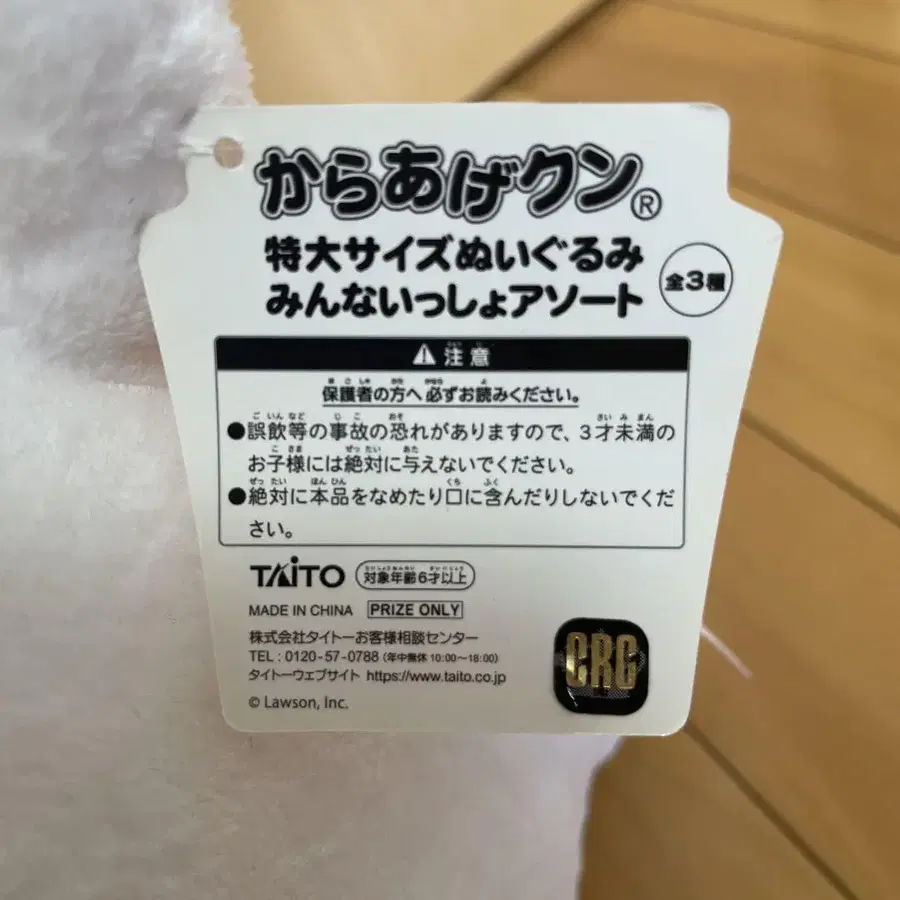 からあげクン®
特大サイズぬいぐるみ
みんないっしょアソート
全3種
⚠ 注意
保護者の方へ必ずお読みください。
●誤飲等の事故の恐れがありますので、3才未満の
お子様には絶対に与えないでください。
●絶対に本品をなめたり口に含んだりしないでくだ
さい。
TAITO 対象年齢6才以上
MADE IN CHINA PRIZE ONLY
株式会社タイトーお客様相談センター
TEL : 0120-57-0788 (年中無休 10:00～18:00)
タイトーウェブサイト https://www.taito.co.jp
© Lawson, Inc.
CRG